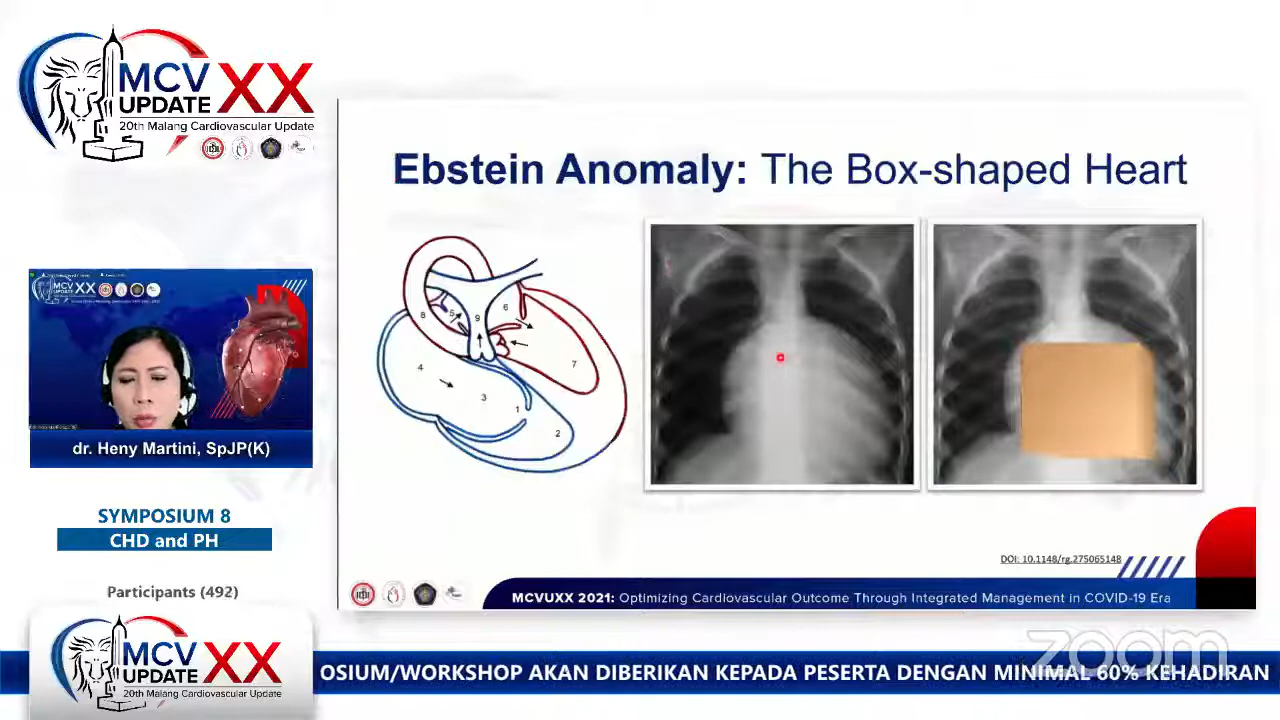 MCV XX
UPDATE
20th Malang Cardiovascular Update
Ebstein Anomaly: The Box-shaped Heart
8
5
9
6
4
7
3
1
2
MCV XX
UPDATE
dr. Heny Martini, SpJP(K)
SYMPOSIUM 8
CHD and PH
Participants (492)
DOI: 10.1148/rg.275065148
MCVUXX 2021: Optimizing Cardiovascular Outcome Through Integrated Management in COVID-19 Era
zoom
MCV XX
UPDATE
20th Malang Cardiovascular Update
OSIUM/WORKSHOP AKAN DIBERIKAN KEPADA PESERTA DENGAN MINIMAL 60% KEHADIRAN